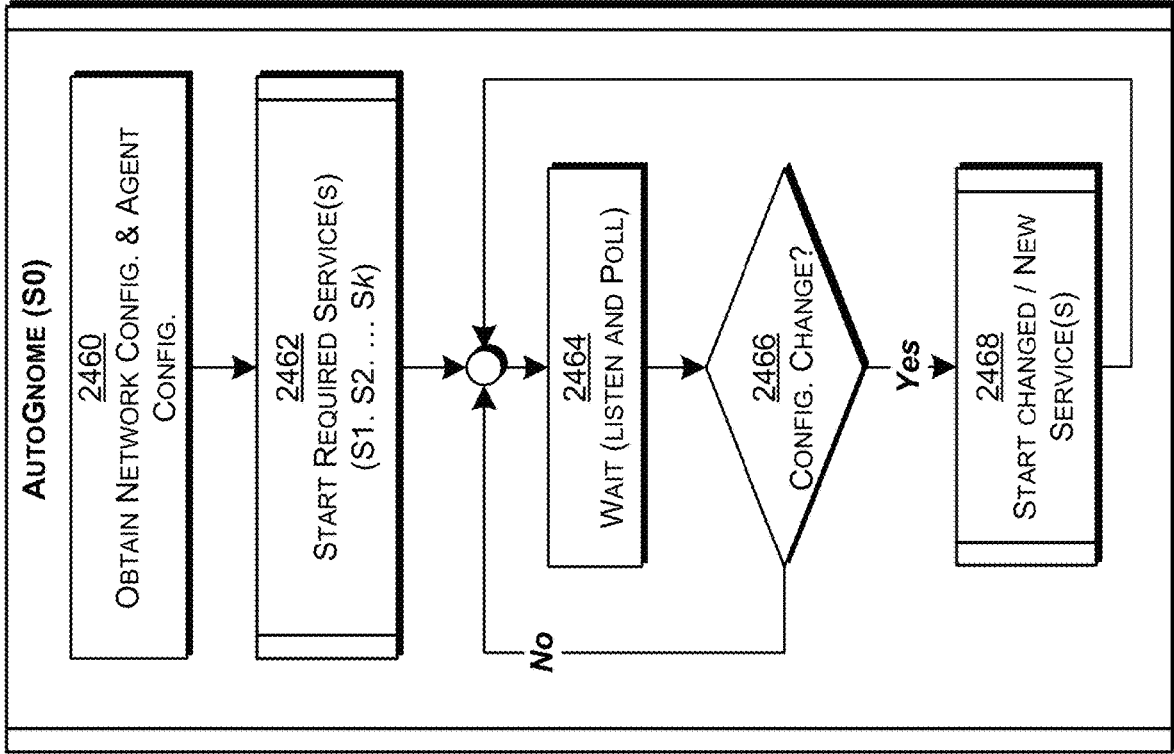 AUTOGNOME (S0)
2460
OBTAIN NETWORK CONFIG. & AGENT
CONFIG.
2462
START REQUIRED SERVICE(S)
(S1. S2. ... Sk)
2464
WAIT (LISTEN AND POLL)
2466
CONFIG. CHANGE?
No
Yes
2468
START CHANGED / NEW
SERVICE(S)